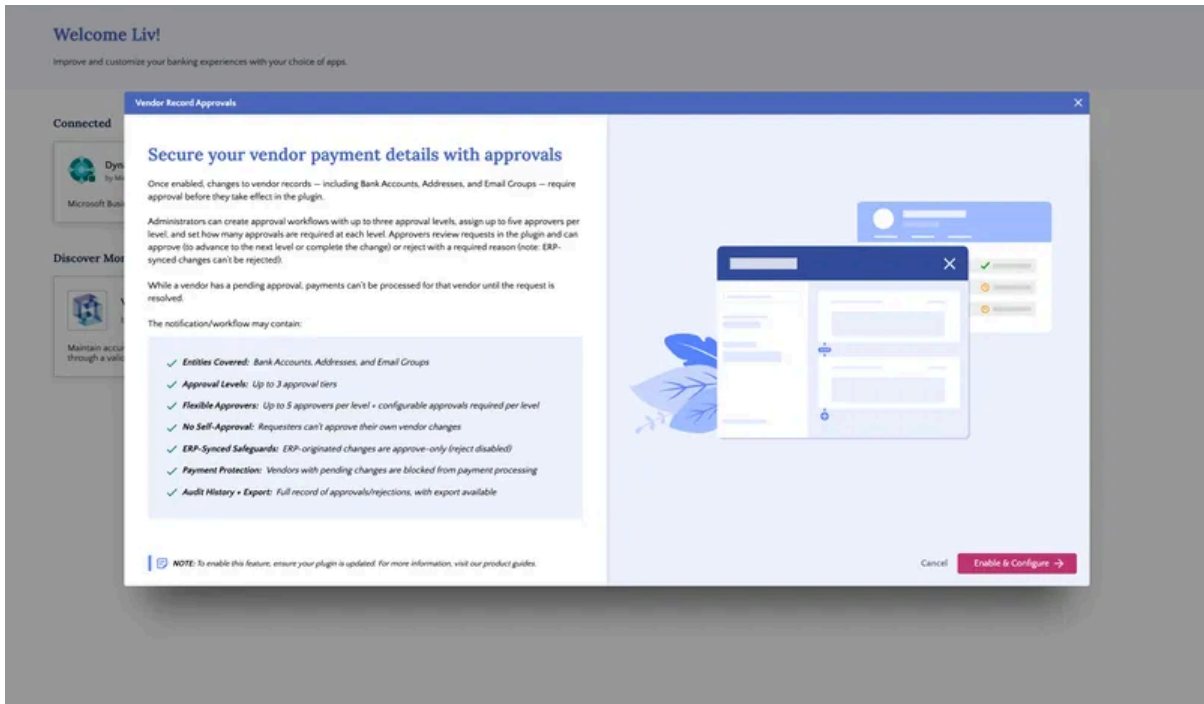 Welcome Liv!
Improve and customize your banking experiences with your choice of apps.
Vendor Record Approvals
Connected
Dyn
by Mi
Microsoft Busi
Discover Mor
Maintain accur
through a valid
Secure your vendor payment details with approvals
Once enabled, changes to vendor records — including Bank Accounts, Addresses, and Email Groups — require
approval before they take effect in the plugin.
Administrators can create approval workflows with up to three approval levels, assign up to five approvers per
level, and set how many approvals are required at each level. Approvers review requests in the plugin and can
approve (to advance to the next level or complete the change) or reject with a required reason (note: ERP-
synced changes can't be rejected).
While a vendor has a pending approval, payments can't be processed for that vendor until the request is
resolved.
The notification/workflow may contain:
Entities Covered: Bank Accounts, Addresses, and Email Groups
Approval Levels: Up to 3 approval tiers
Flexible Approvers: Up to 5 approvers per level + configurable approvals required per level
No Self-Approval: Requesters can't approve their own vendor changes
ERP-Synced Safeguards: ERP-originated changes are approve-only (reject disabled)
Payment Protection: Vendors with pending changes are blocked from payment processing
Audit History + Export: Full record of approvals/rejections, with export available
NOTE: To enable this feature, ensure your plugin is updated. For more information, visit our product guides.
Cancel
Enable & Configure